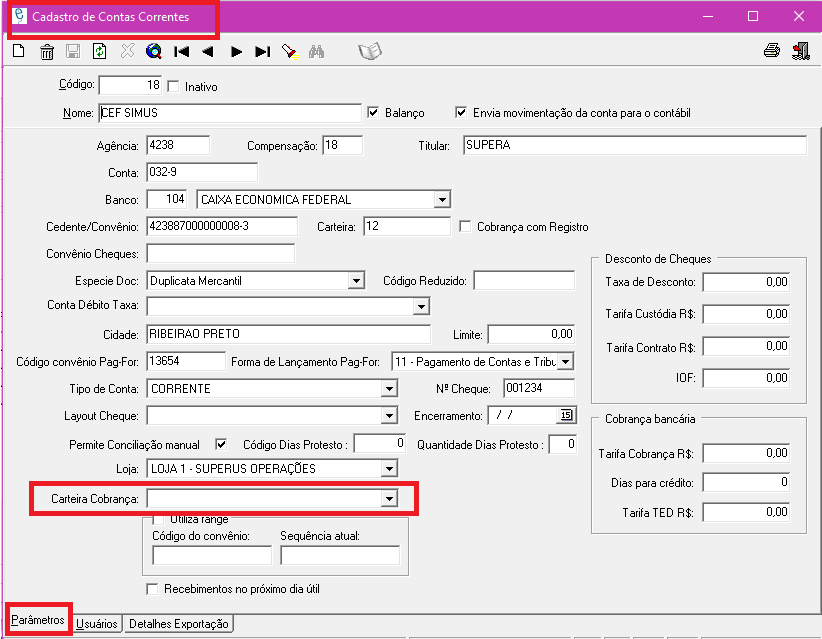 Cadastro de Contas Correntes
Código: 18 Inativo
Nome: CEF SIMUS Balanço Envia movimentação da conta para o contábil
Agência: 4238 Compensação: 18 Titular: SUPERA
Conta: 032-9
Banco: 104 CAIXA ECONOMICA FEDERAL
Cedente/Convênio: 423887000000008-3 Carteira: 12 Cobrança com Registro
Convênio Cheques:
Especie Doc: Duplicata Mercantil Código Reduzido:
Conta Débito Taxa:
Cidade: RIBEIRAO PRETO Limite: 0,00
Código convênio Pag-For: 13654 Forma de Lançamento Pag-For: 11 - Pagamento de Contas e Tribu
Tipo de Conta: CORRENTE Nº Cheque: 001234
Layout Cheque: Encerramento: / / 15
Permite Conciliação manual Código Dias Protesto : 0 Quantidade Dias Protesto : 0
Loja: LOJA 1 - SUPERUS OPERAÇÕES
Carteira Cobrança:
Utiliza range
Código do convênio: Sequência atual:
Recebimentos no próximo dia útil
Desconto de Cheques
Taxa de Desconto: 0,00
Tarifa Custódia R$: 0,00
Tarifa Contrato R$: 0,00
IOF: 0,00
Cobrança bancária
Tarifa Cobrança R$: 0,00
Dias para crédito: 0
Tarifa TED R$: 0,00
Parâmetros Usuários Detalhes Exportação